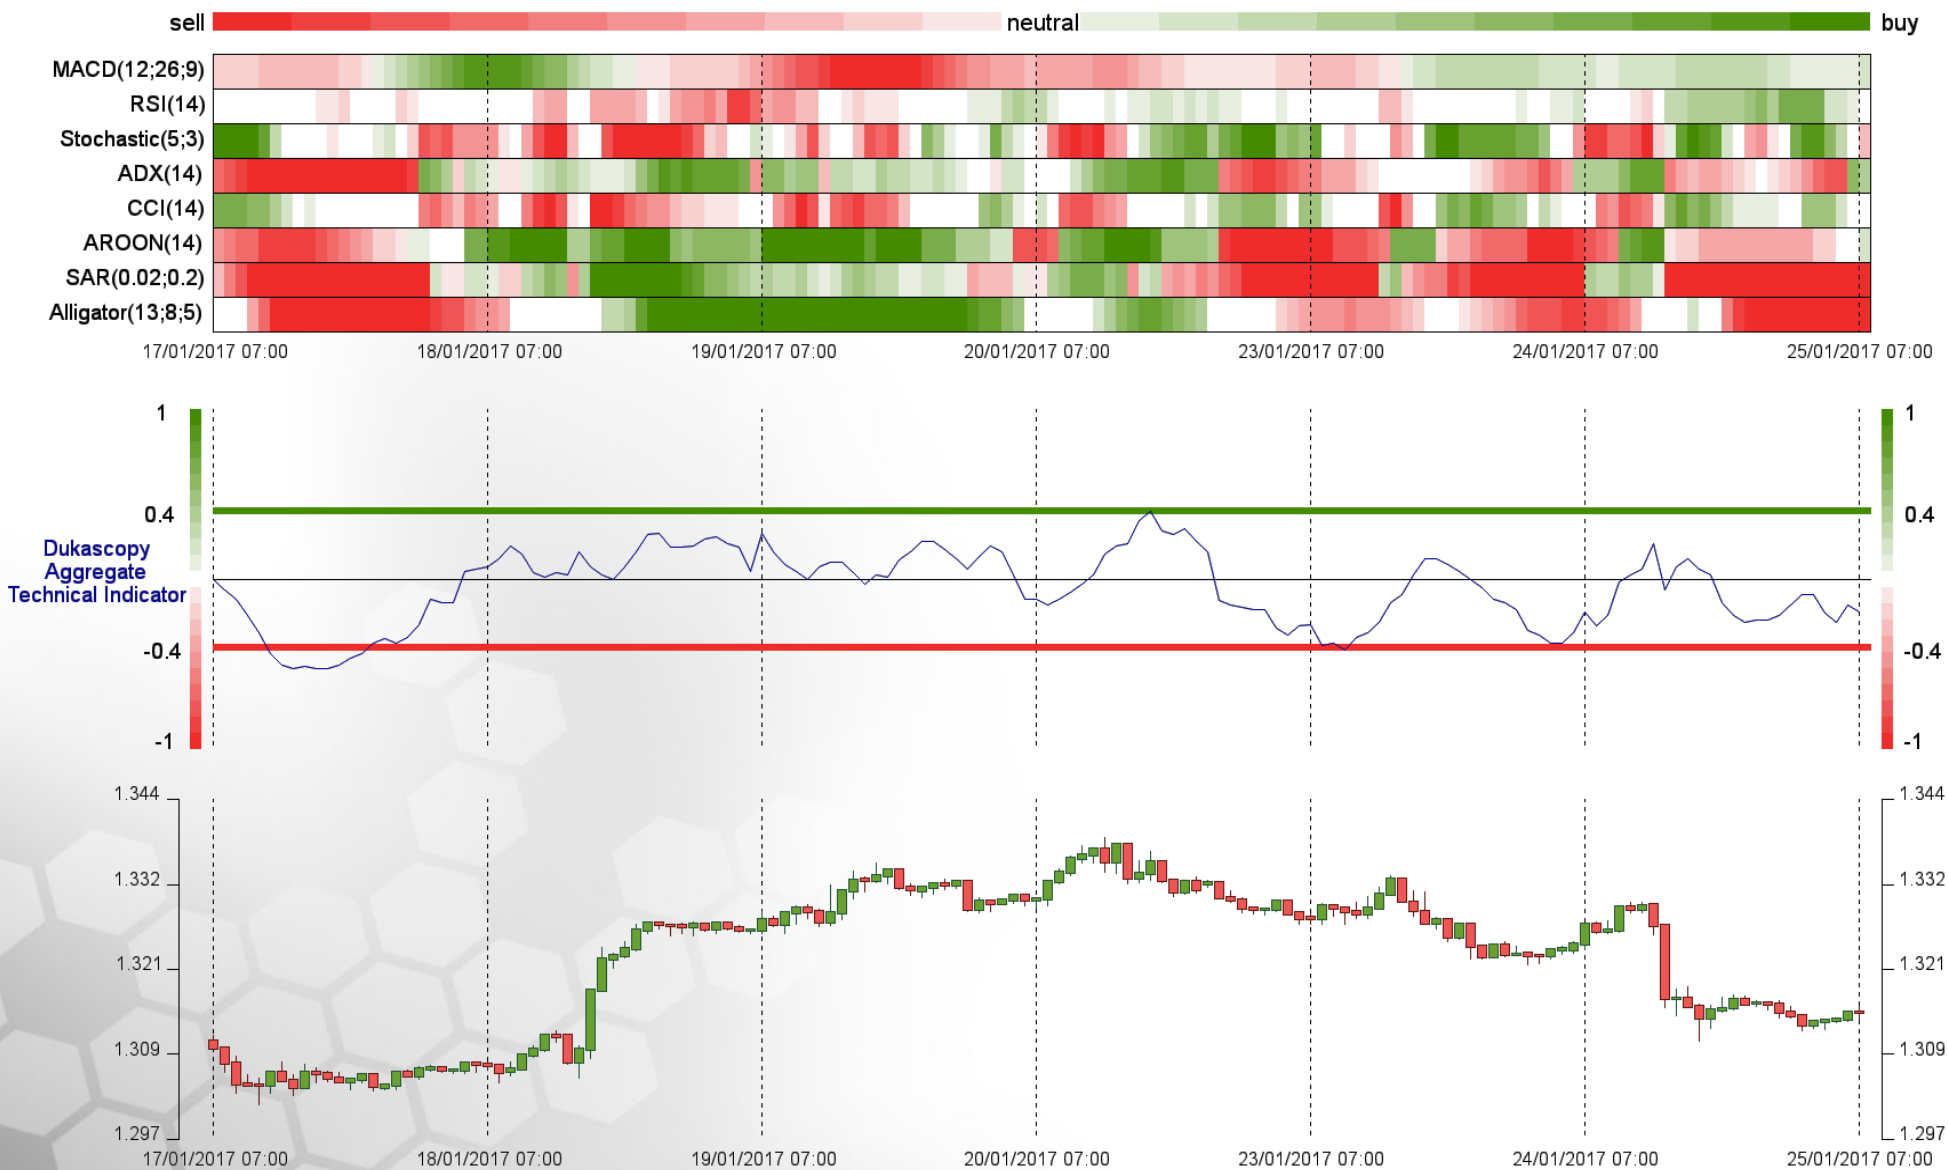 sell neutral buy
MACD(12;26;9)
RSI(14)
Stochastic(5;3)
ADX(14)
CCI(14)
AROON(14)
SAR(0.02;0.2)
Alligator(13;8;5)
17/01/2017 07:00 18/01/2017 07:00 19/01/2017 07:00 20/01/2017 07:00 23/01/2017 07:00 24/01/2017 07:00 25/01/2017 07:00
1 1
0.4 0.4
Dukascopy
Aggregate
Technical Indicator
-0.4 -0.4
-1 -1
1.344 1.344
1.332 1.332
1.321 1.321
1.309 1.309
1.297 1.297
17/01/2017 07:00 18/01/2017 07:00 19/01/2017 07:00 20/01/2017 07:00 23/01/2017 07:00 24/01/2017 07:00 25/01/2017 07:00